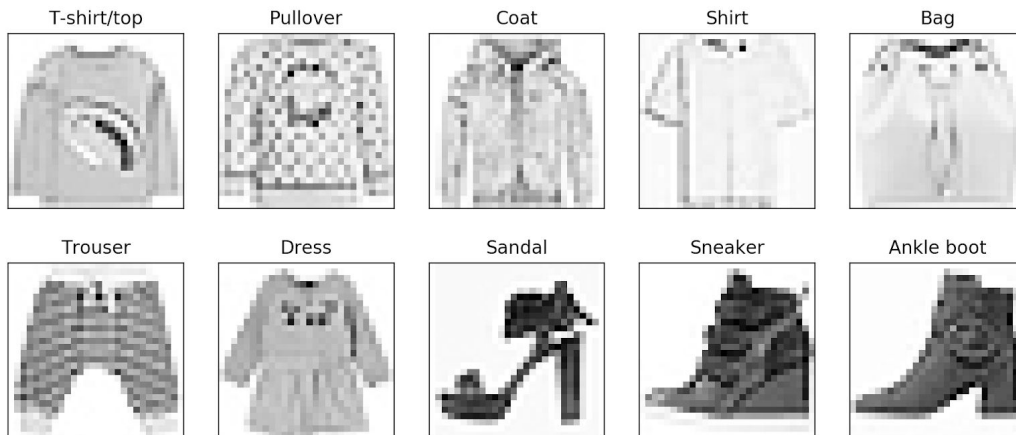 T-shirt/top
Pullover
Coat
Shirt
Bag
Trouser
Dress
Sandal
Sneaker
Ankle boot